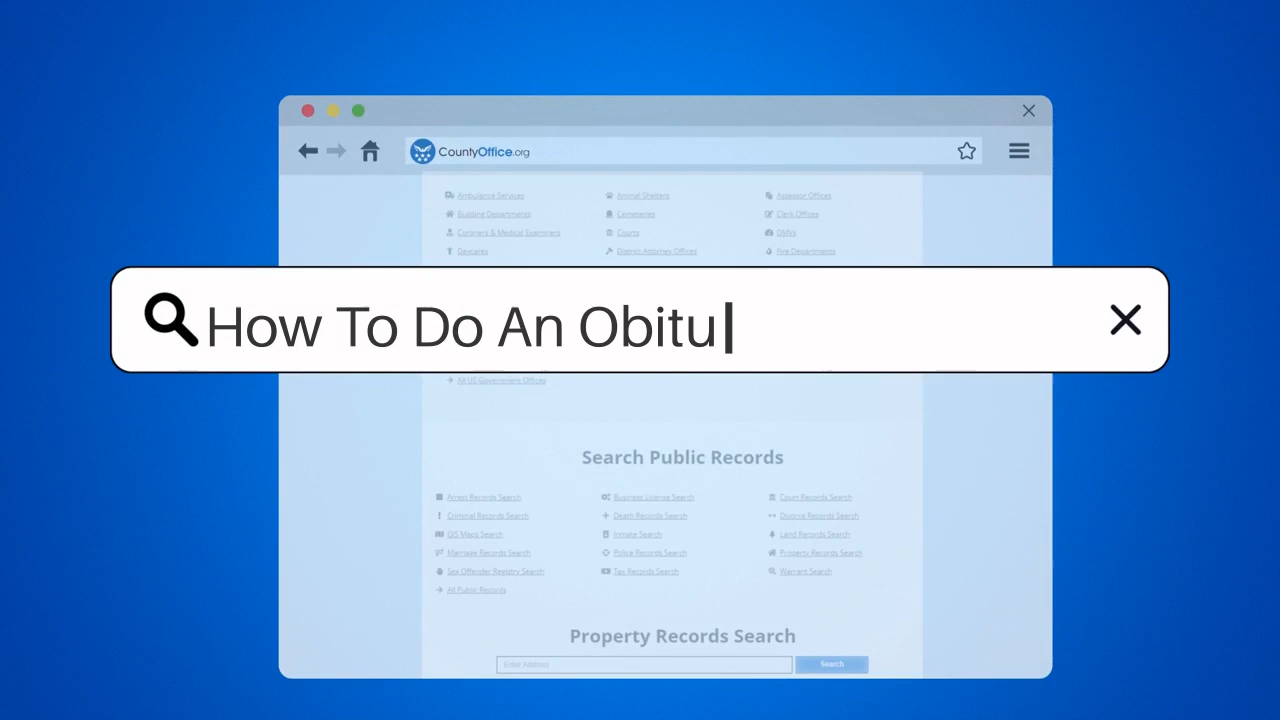 CountyOffice.org
Ambulance Services Animal Shelters Assessor Offices
Building Departments Cemeteries Clerk Offices
Coroners & Medical Examiners Courts DMVs
Daycares District Attorney Offices Fire Departments
How To Do An Obitu
All US Government Offices
Search Public Records
Arrest Records Search Business License Search Court Records Search
Criminal Records Search Death Records Search Divorce Records Search
GIS Maps Search Inmate Search Land Records Search
Marriage Records Search Police Records Search Property Records Search
Sex Offender Registry Search Tax Records Search Warrant Search
All Public Records
Property Records Search
Enter Address Search